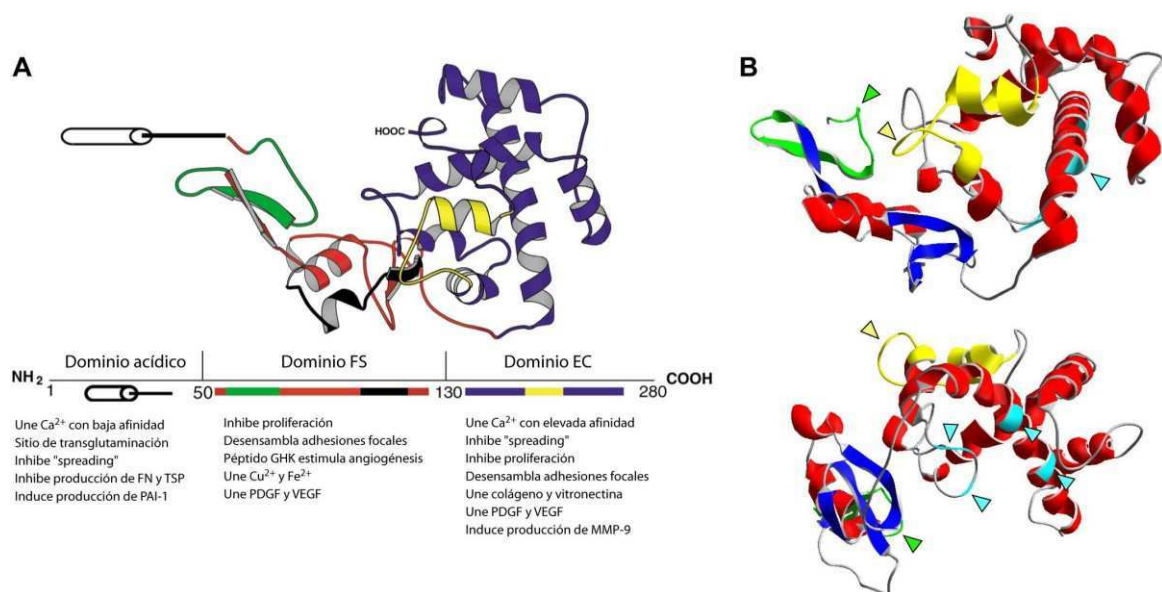 A
B
HOOC
Dominio acídico
Dominio FS
Dominio EC
NH2
1
50
130
280
COOH
Une Ca2+ con baja afinidad
Sitio de transglutaminación
Inhibe "spreading"
Inhibe producción de FN y TSP
Induce producción de PAI-1
Inhibe proliferación
Desensambla adhesiones focales
Péptido GHK estimula angiogénesis
Une Cu2+ y Fe2+
Une PDGF y VEGF
Une Ca2+ con elevada afinidad
Inhibe "spreading"
Inhibe proliferación
Desensambla adhesiones focales
Une colágeno y vitronectina
Une PDGF y VEGF
Induce producción de MMP-9